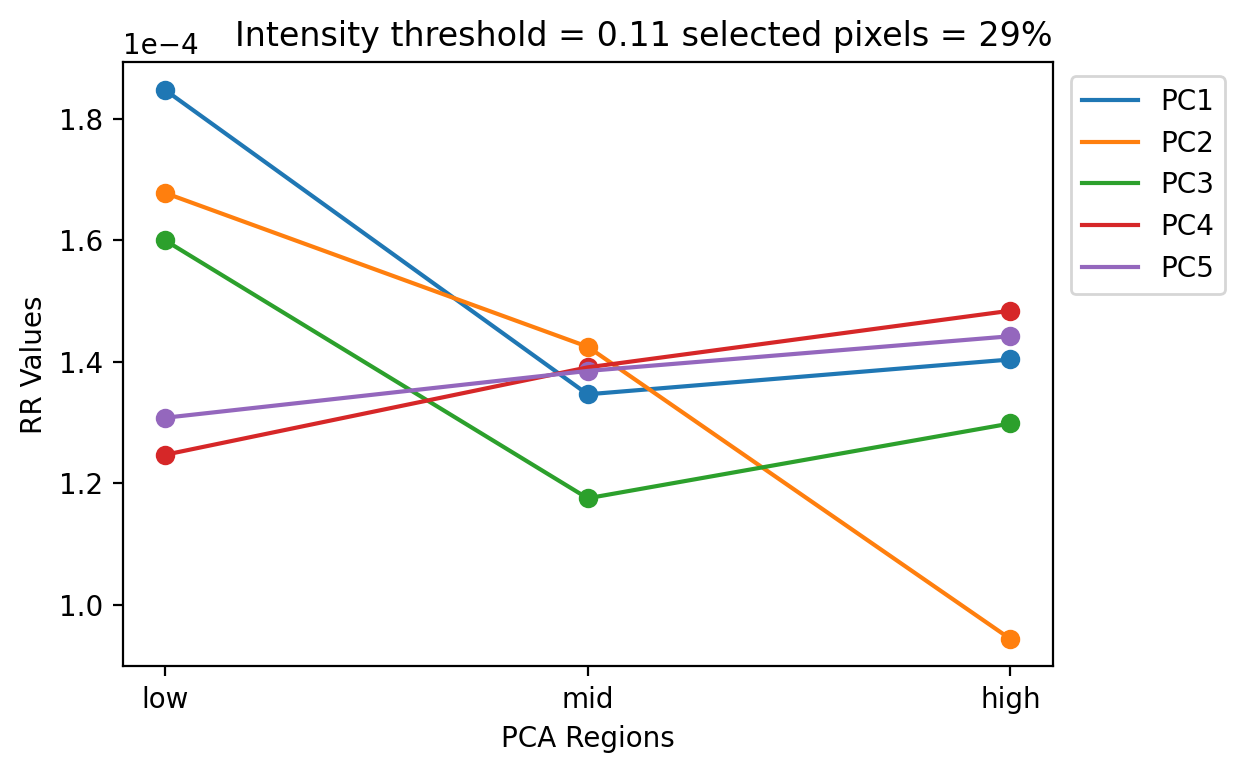 Intensity threshold = 0.11 selected pixels = 29%
1e−4
1.8
1.6
1.4
1.2
1.0
RR Values
low
mid
high
PCA Regions
PC1
PC2
PC3
PC4
PC5